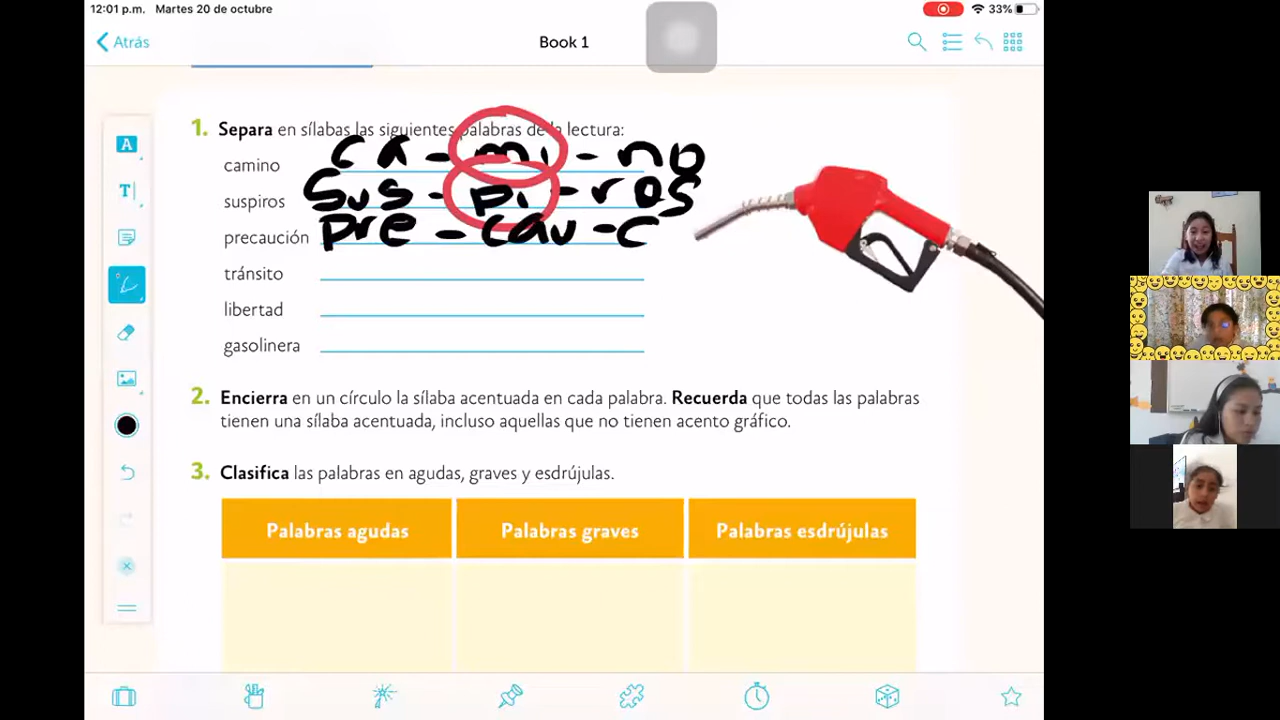 12:01 p.m. Martes 20 de octubre 33%
Atrás Book 1
1. Separa en sílabas las siguientes palabras de la lectura:
camino ca - mi - no
suspiros Sus - pi - ros
precaución pre - cau - c
tránsito
libertad
gasolinera
2. Encierra en un círculo la sílaba acentuada en cada palabra. Recuerda que todas las palabras
tienen una sílaba acentuada, incluso aquellas que no tienen acento gráfico.
3. Clasifica las palabras en agudas, graves y esdrújulas.
Palabras agudas Palabras graves Palabras esdrújulas